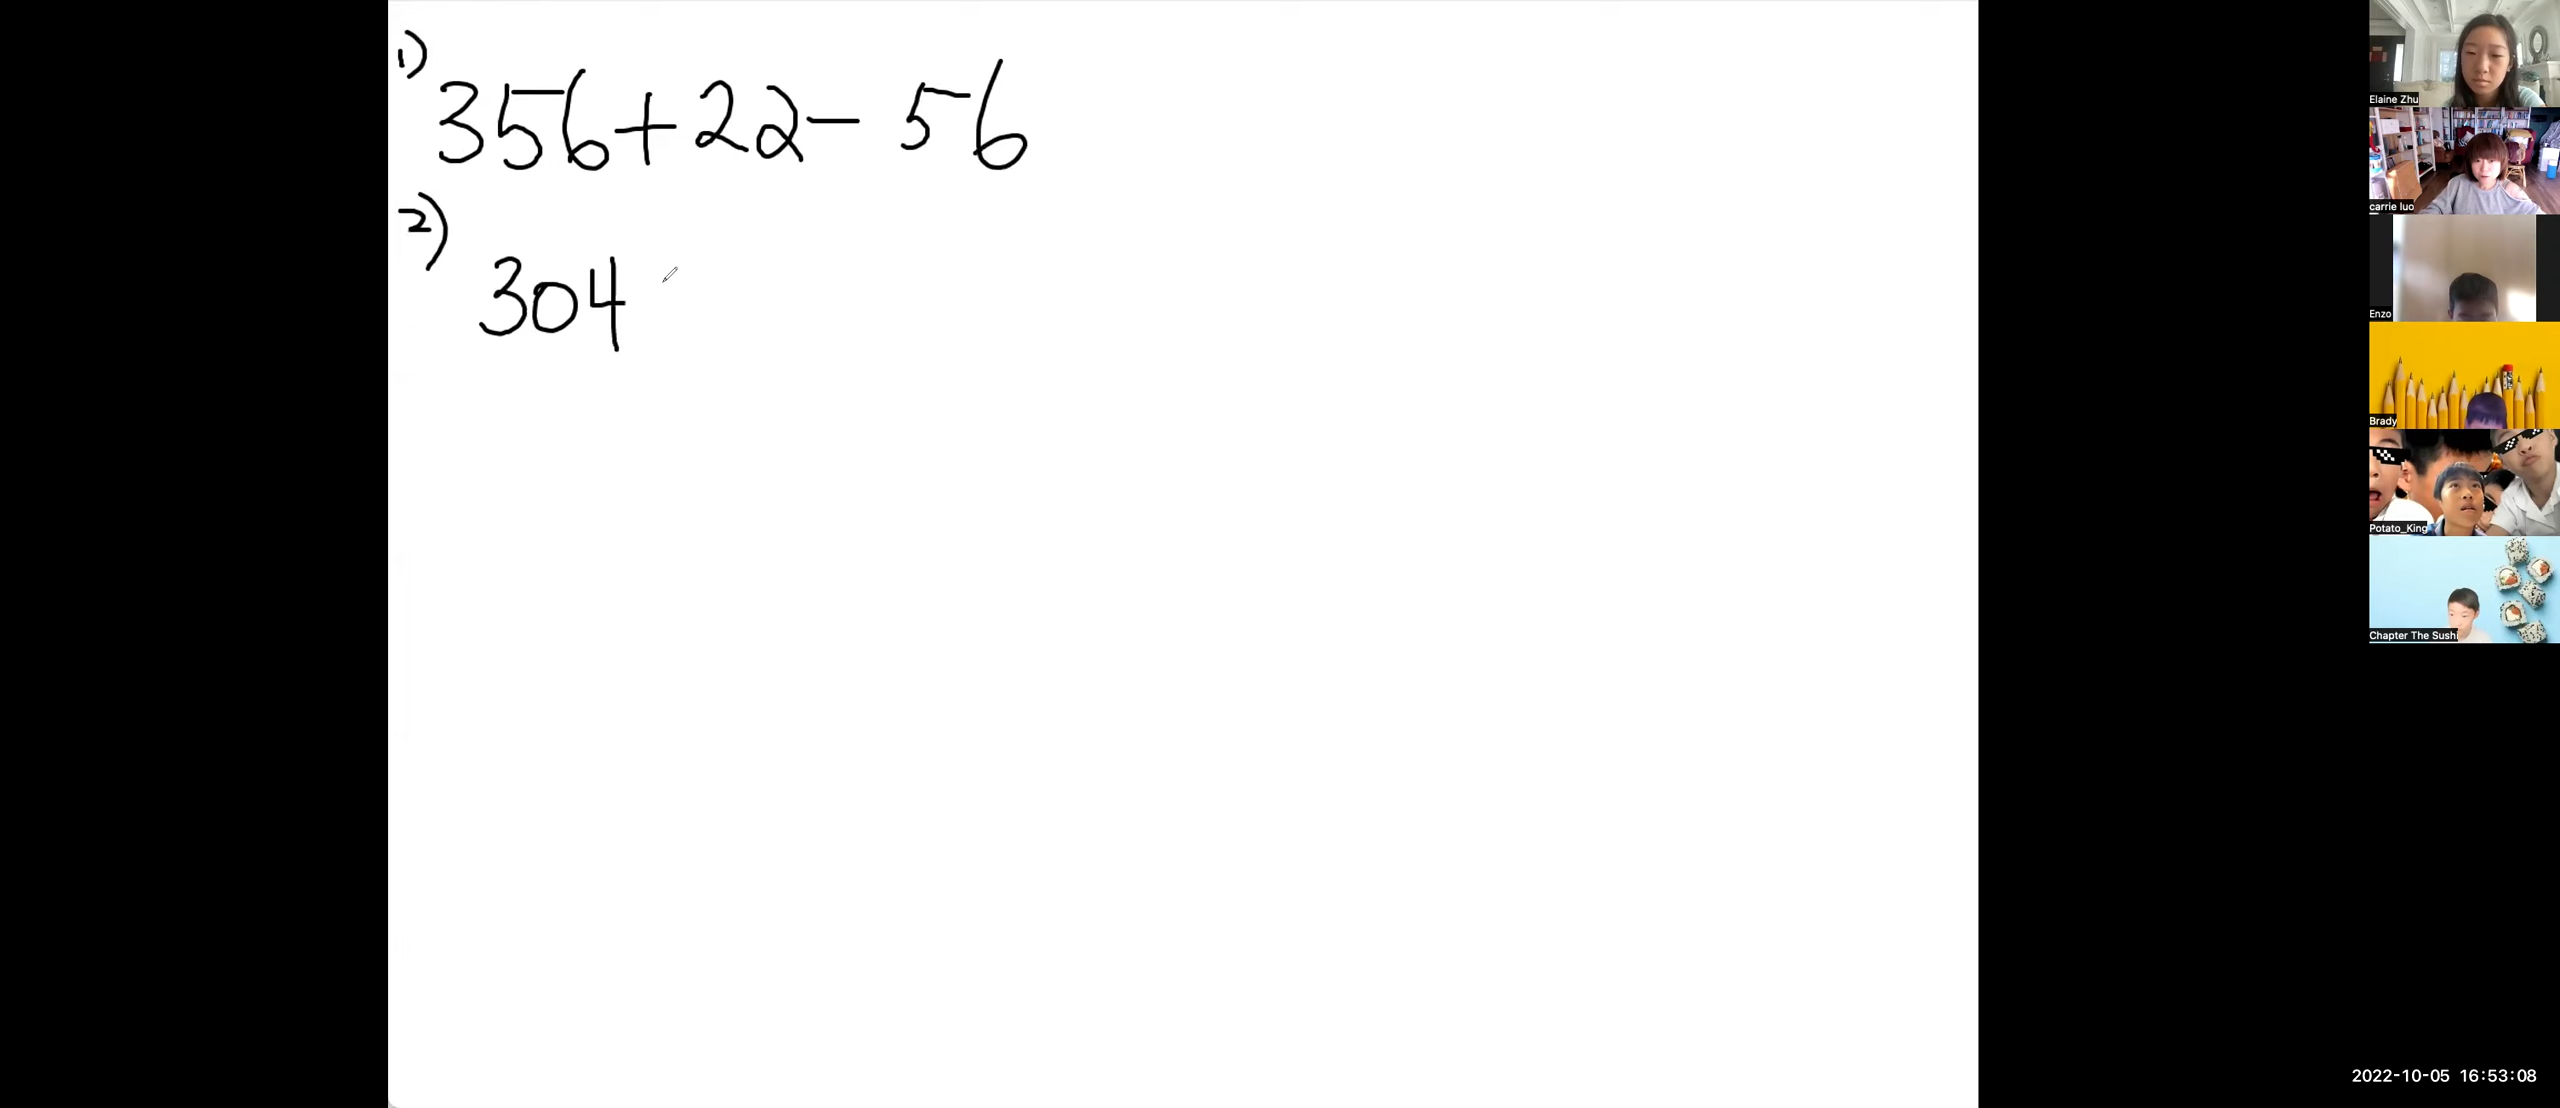 1)
356+22- 56
2)
304
Elaine Zhu
carrie luo
Enzo
Brady
Potato_King
Chapter The Sushi
2022-10-05 16:53:08